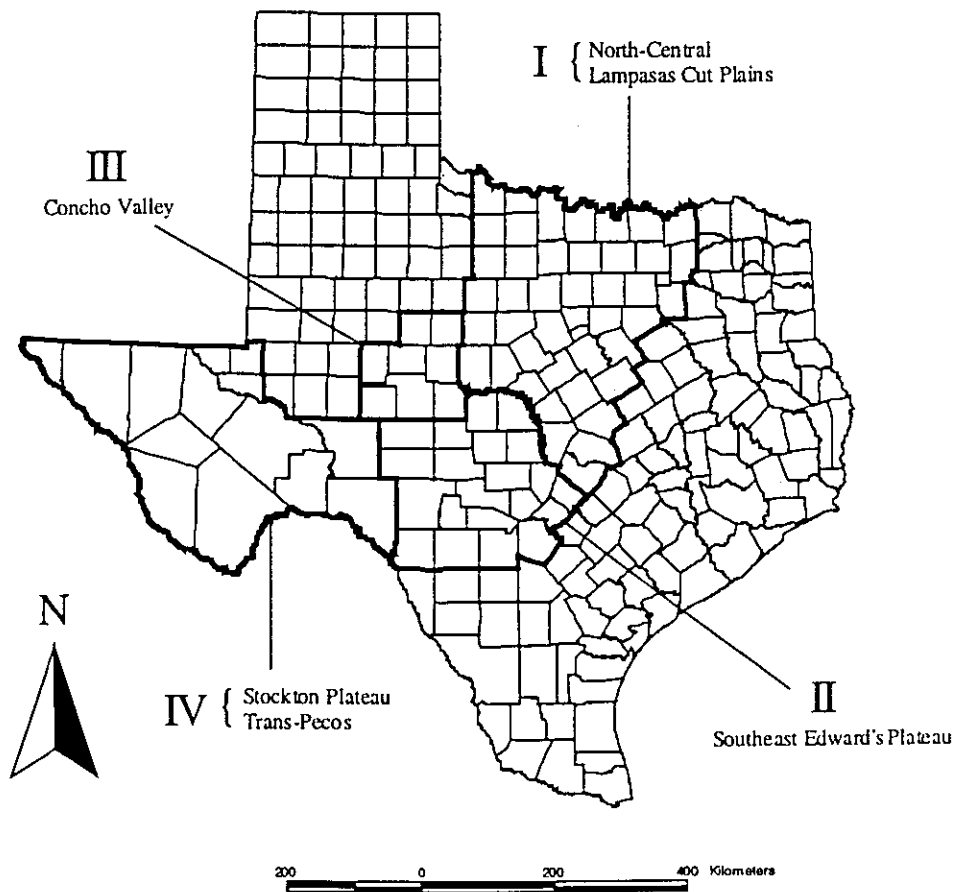 I { North-Central
Lampasas Cut Plains
III
Concho Valley
N
IV { Stockton Plateau
Trans-Pecos
II
Southeast Edward's Plateau
200 0 200 400 Kilometers